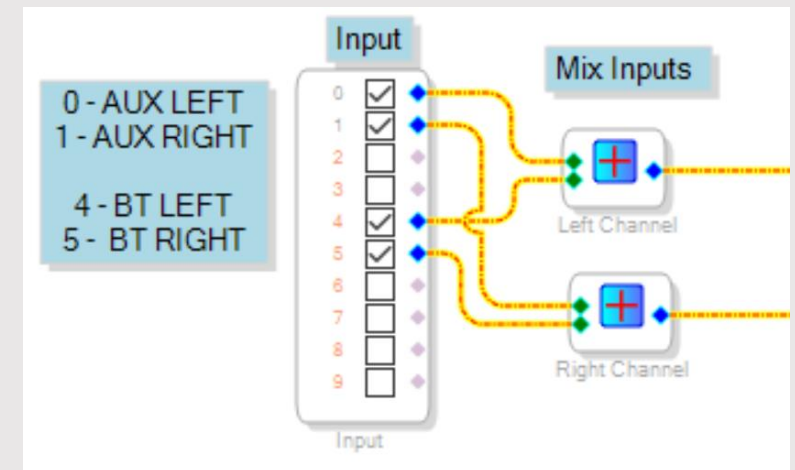 Input
Mix Inputs
0 - AUX LEFT
1 - AUX RIGHT
4 - BT LEFT
5 - BT RIGHT
0
1
2
3
4
5
6
7
8
9
Left Channel
Right Channel
Input